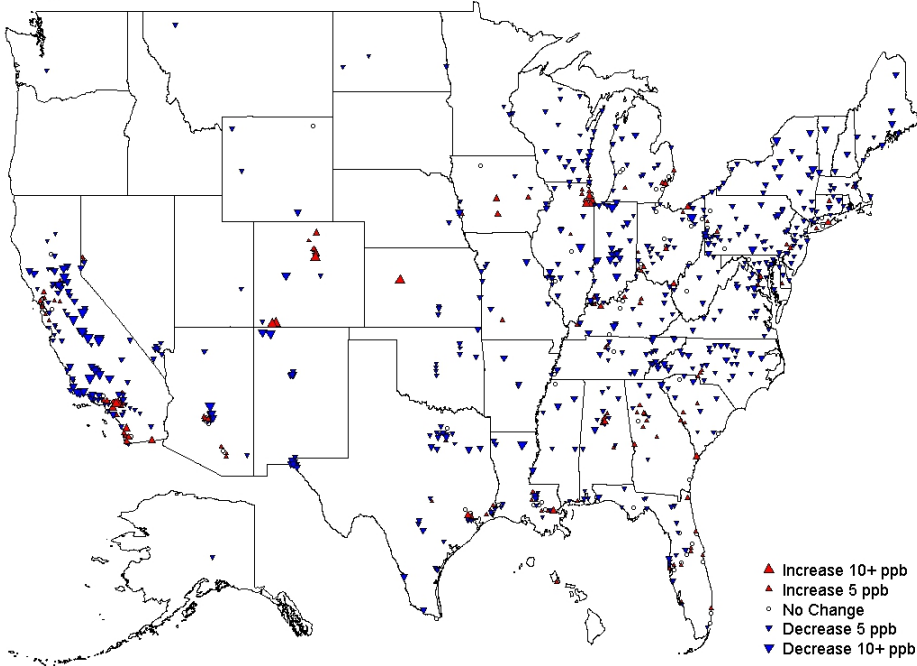 Increase 10+ ppb
Increase 5 ppb
No Change
Decrease 5 ppb
Decrease 10+ ppb